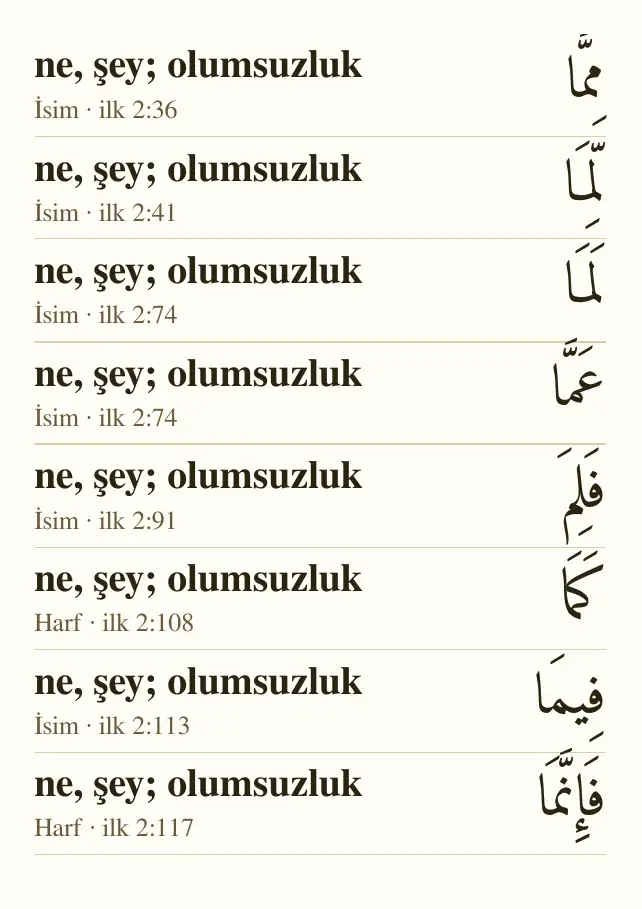 ne, şey; olumsuzluk مِمَّا
İsim · ilk 2:36
ne, şey; olumsuzluk لِّمَا
İsim · ilk 2:41
ne, şey; olumsuzluk لَمَا
İsim · ilk 2:74
ne, şey; olumsuzluk عَمَّا
İsim · ilk 2:74
ne, şey; olumsuzluk فَلِمَ
İsim · ilk 2:91
ne, şey; olumsuzluk كَمَا
Harf · ilk 2:108
ne, şey; olumsuzluk فِيمَا
İsim · ilk 2:113
ne, şey; olumsuzluk فَإِنَّمَا
Harf · ilk 2:117